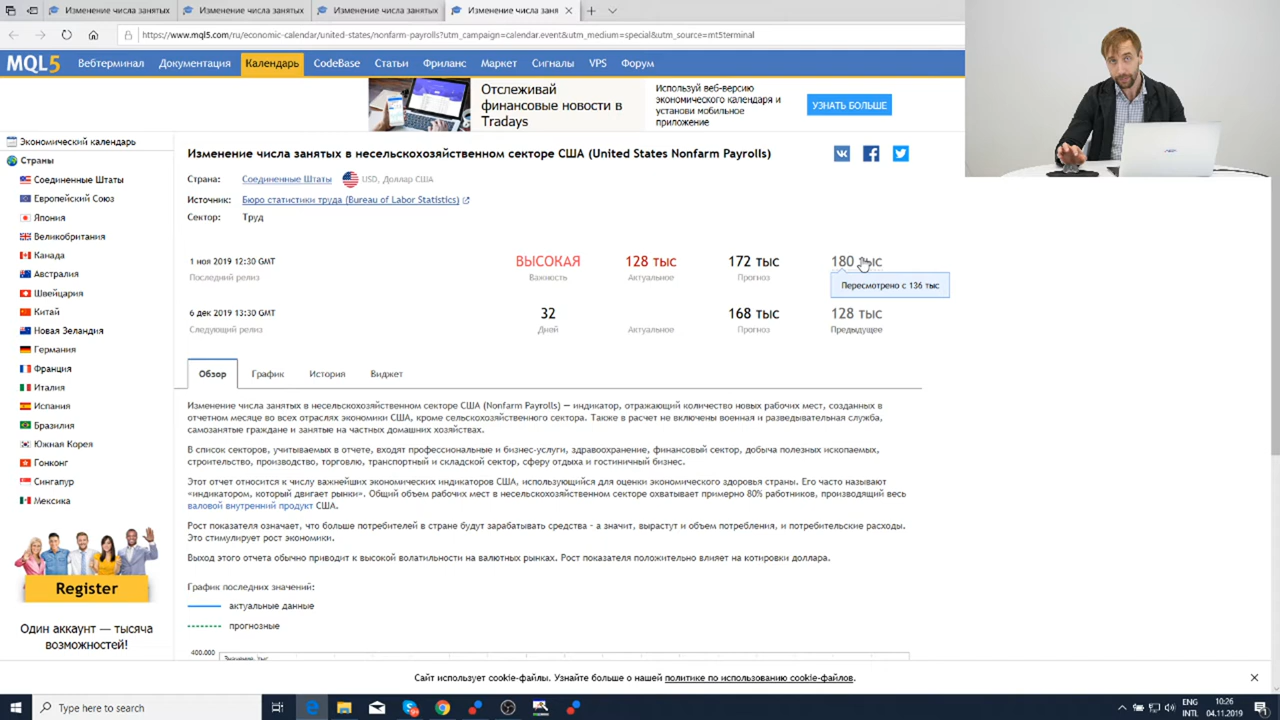 Изменение числа занятых
Изменение числа занятых
Изменение числа занятых
Изменение числа заня
https://www.mql5.com/ru/economic-calendar/united-states/nonfarm-payrolls?utm_campaign=calendar.event&utm_medium=special&utm_source=mt5terminal
MQL5 Вебтерминал Документация Календарь CodeBase Статьи Фриланс Маркет Сигналы VPS Форум
Отслеживай
финансовые новости в
Tradays
Используй веб-версию
экономического календаря и
установи мобильное
приложение
УЗНАТЬ БОЛЬШЕ
Экономический календарь
Страны
Соединенные Штаты
Европейский Союз
Япония
Великобритания
Канада
Австралия
Швейцария
Китай
Новая Зеландия
Германия
Франция
Италия
Испания
Бразилия
Южная Корея
Гонконг
Сингапур
Мексика
Register
Один аккаунт — тысяча
возможностей!
Изменение числа занятых в несельскохозяйственном секторе США (United States Nonfarm Payrolls)
Страна: Соединенные Штаты USD, Доллар США
Источник: Бюро статистики труда (Bureau of Labor Statistics)
Сектор: Труд
1 ноя 2019 12:30 GMT ВЫСОКАЯ 128 тыс 172 тыс 180 тыс
Последний релиз Важность Актуальное Прогноз
Пересмотрено с 136 тыс
6 дек 2019 13:30 GMT 32 168 тыс 128 тыс
Следующий релиз Дней Актуальное Прогноз Предыдущее
Обзор График История Виджет
Изменение числа занятых в несельскохозяйственном секторе США (Nonfarm Payrolls) — индикатор, отражающий количество новых рабочих мест, созданных в
отчетном месяце во всех отраслях экономики США, кроме сельскохозяйственного сектора. Также в расчет не включены военная и разведывательная служба,
самозанятые граждане и занятые на частных домашних хозяйствах.
В список секторов, учитываемых в отчете, входят профессиональные и бизнес-услуги, здравоохранение, финансовый сектор, добыча полезных ископаемых,
строительство, производство, торговлю, транспортный и складской сектор, сферу отдыха и гостиничный бизнес.
Этот отчет относится к числу важнейших экономических индикаторов США, использующийся для оценки экономического здоровья страны. Его часто называют
«индикатором, который двигает рынки». Общий объем рабочих мест в несельскохозяйственном секторе охватывает примерно 80% работников, производящий весь
валовой внутренний продукт США.
Рост показателя означает, что больше потребителей в стране будут зарабатывать средства - а значит, вырастут и объем потребления, и потребительские расходы.
Это стимулирует рост экономики.
Выход этого отчета обычно приводит к высокой волатильности на валютных рынках. Рост показателя положительно влияет на котировки доллара.
График последних значений:
актуальные данные
прогнозные
400.000
Значение, тыс
Сайт использует cookie-файлы. Узнайте больше о нашей политике по использованию cookie-файлов.
Type here to search
ENG
INTL
10:26
04.11.2019